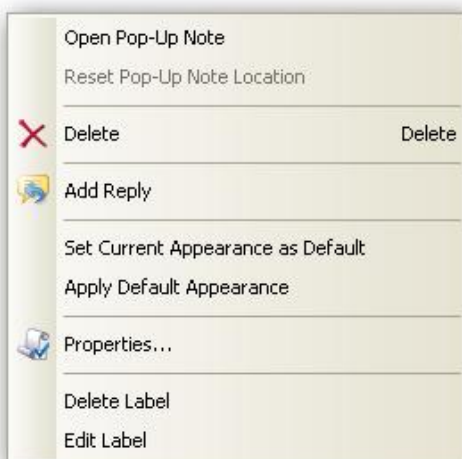 Open Pop-Up Note
Reset Pop-Up Note Location
Delete Delete
Add Reply
Set Current Appearance as Default
Apply Default Appearance
Properties...
Delete Label
Edit Label